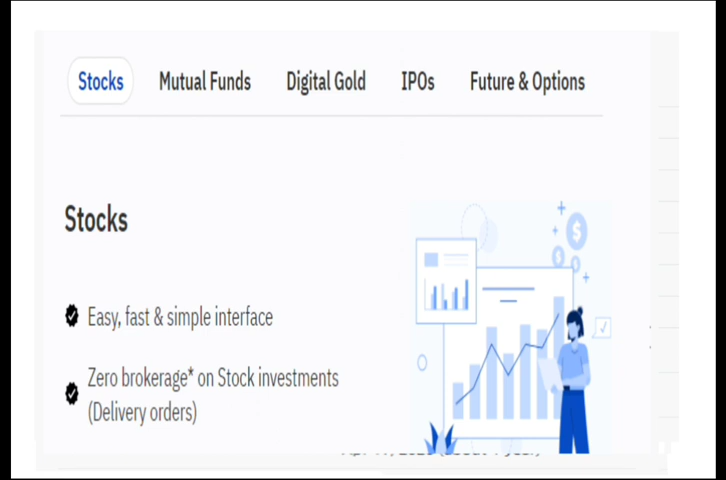 Stocks Mutual Funds Digital Gold IPOs Future & Options
Stocks
Easy, fast & simple interface
Zero brokerage* on Stock investments
(Delivery orders)